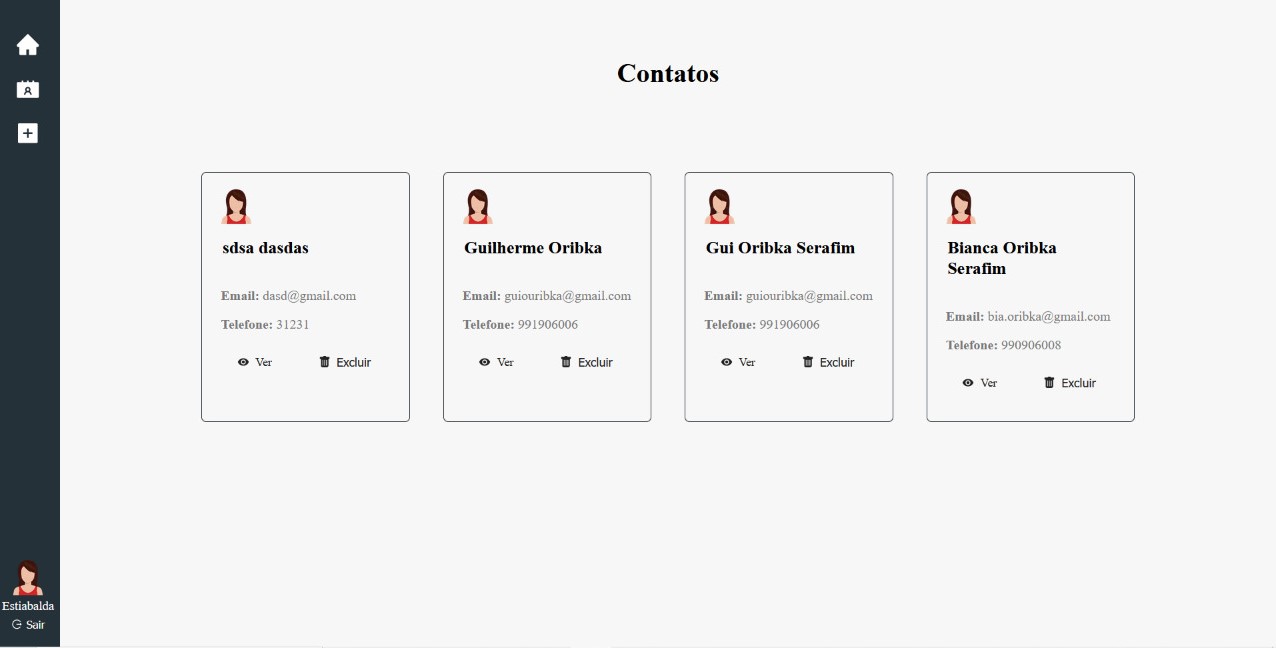 Contatos
sdsa dasdas
Email: dasd@gmail.com
Telefone: 31231
Ver Excluir
Guilherme Oribka
Email: guiouribka@gmail.com
Telefone: 991906006
Ver Excluir
Gui Oribka Serafim
Email: guiouribka@gmail.com
Telefone: 991906006
Ver Excluir
Bianca Oribka
Serafim
Email: bia.oribka@gmail.com
Telefone: 990906008
Ver Excluir
Estiabalda
Sair